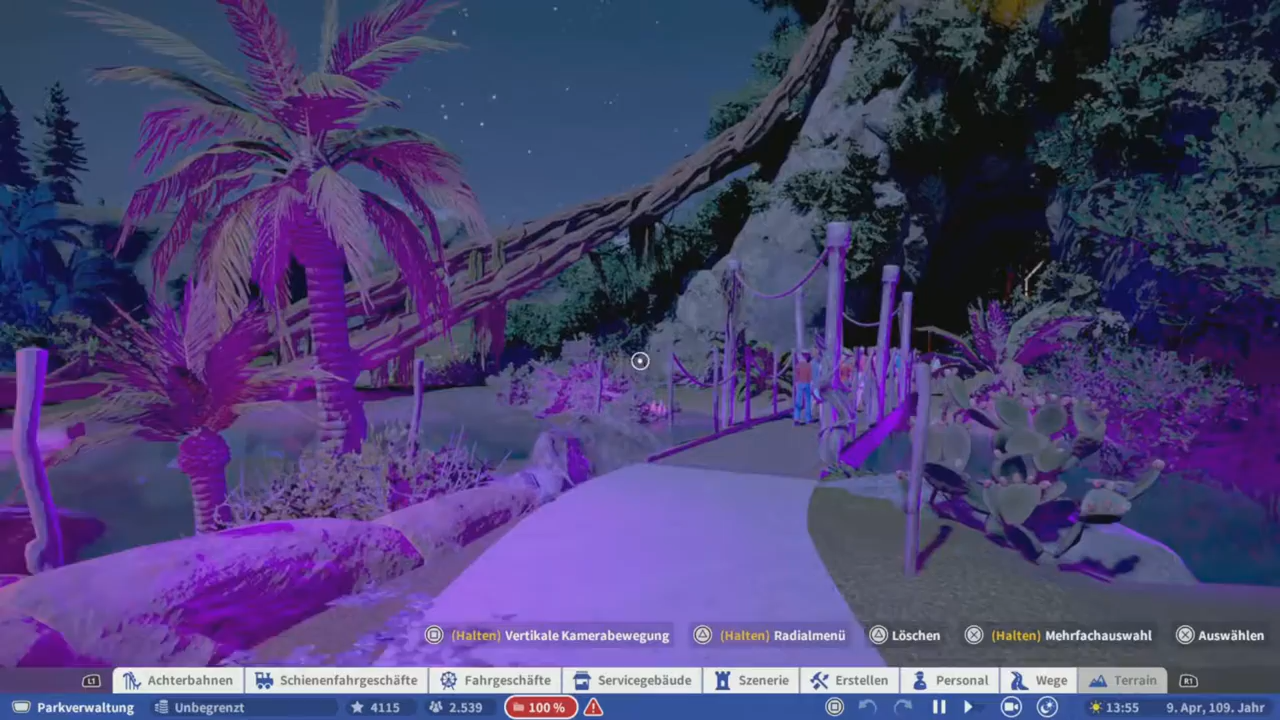 (Halten) Vertikale Kamerabewegung (Halten) Radialmenü Löschen (Halten) Mehrfachauswahl Auswählen
L1 Achterbahnen Schienenfahrgeschäfte Fahrgeschäfte Servicegebäude Szenerie Erstellen Personal Wege Terrain R1
Parkverwaltung Unbegrenzt 4115 2.539 100 % 13:55 9. Apr, 109. Jahr